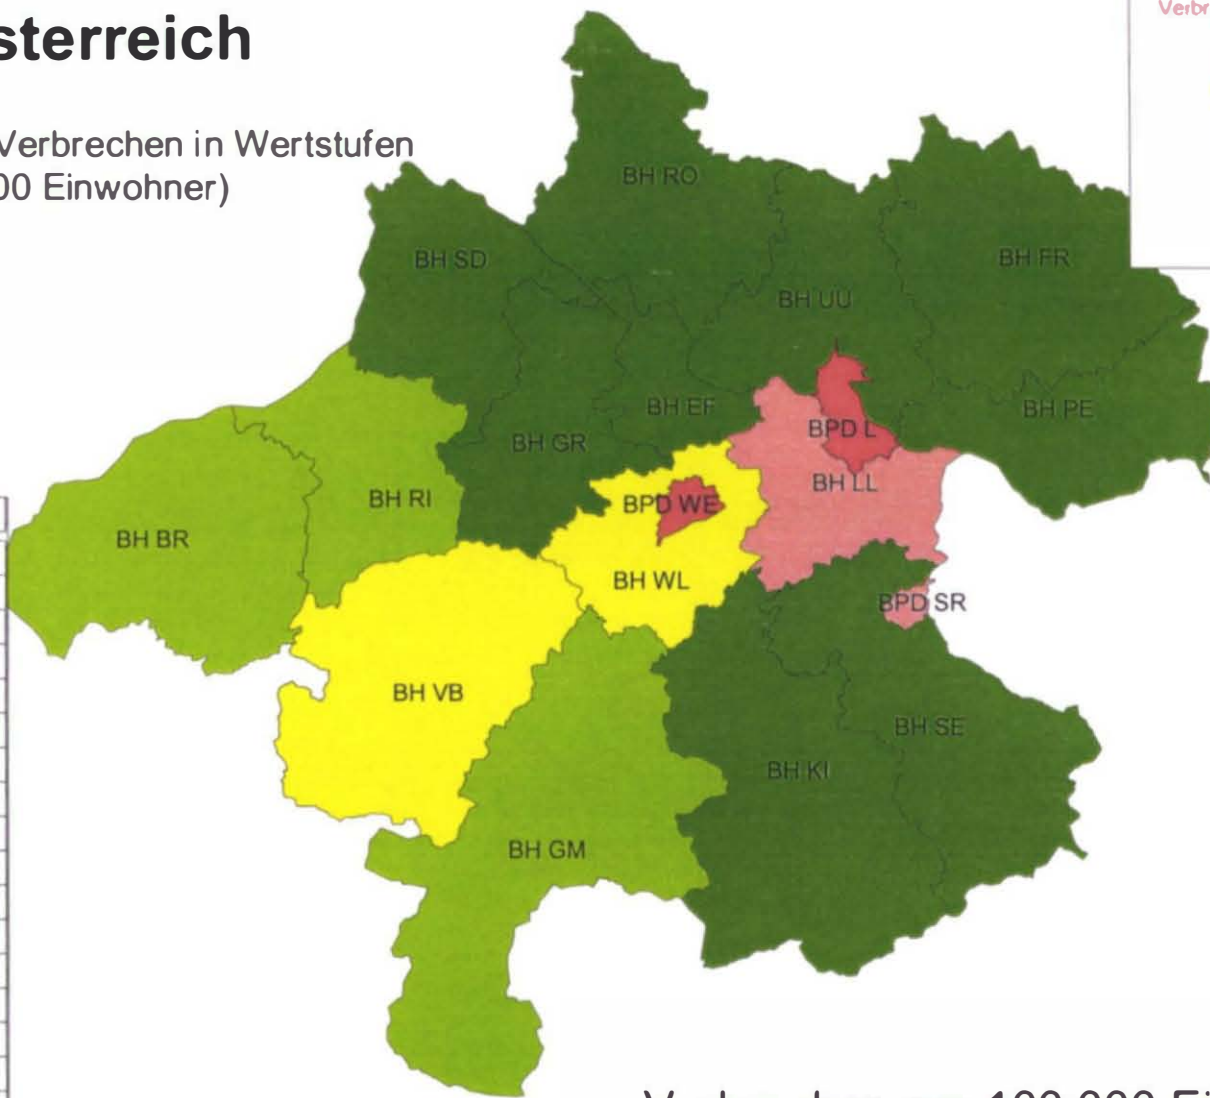 sterreich
Verbr
Verbrechen in Wertstufen
00 Einwohner)
BH RO
BH SD
BH FR
BH UU
BH EF
BH PE
BPD L
BH GR
BH LL
BH RI
BPD WE
BH BR
BH WL
BPD SR
BH VB
BH SE
BH KI
BH GM